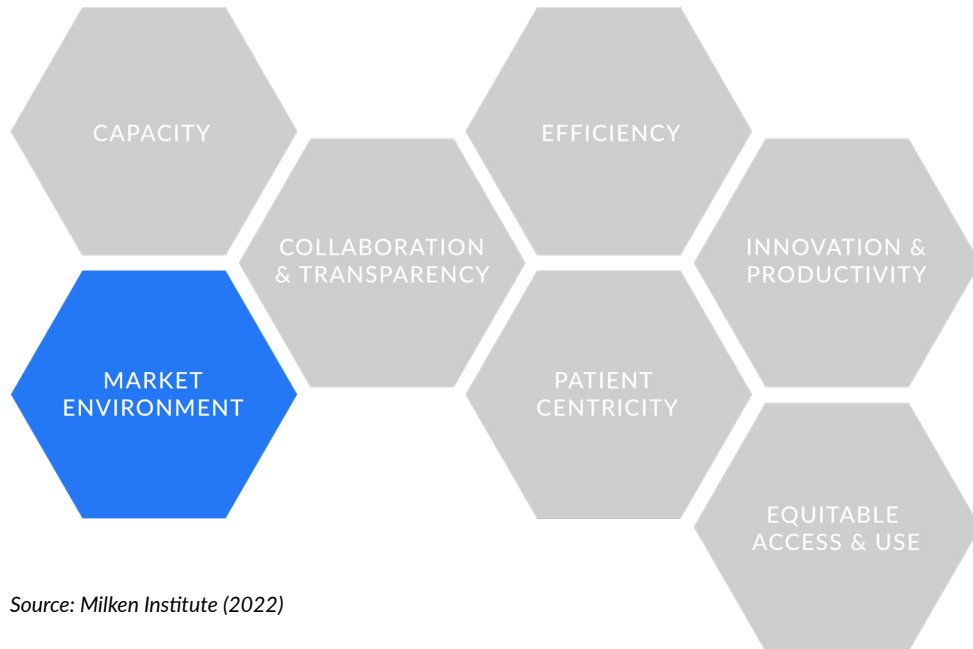 CAPACITY
EFFICIENCY
COLLABORATION
& TRANSPARENCY
INNOVATION &
PRODUCTIVITY
MARKET
ENVIRONMENT
PATIENT
CENTRICITY
EQUITABLE
ACCESS & USE
Source: Milken Institute (2022)